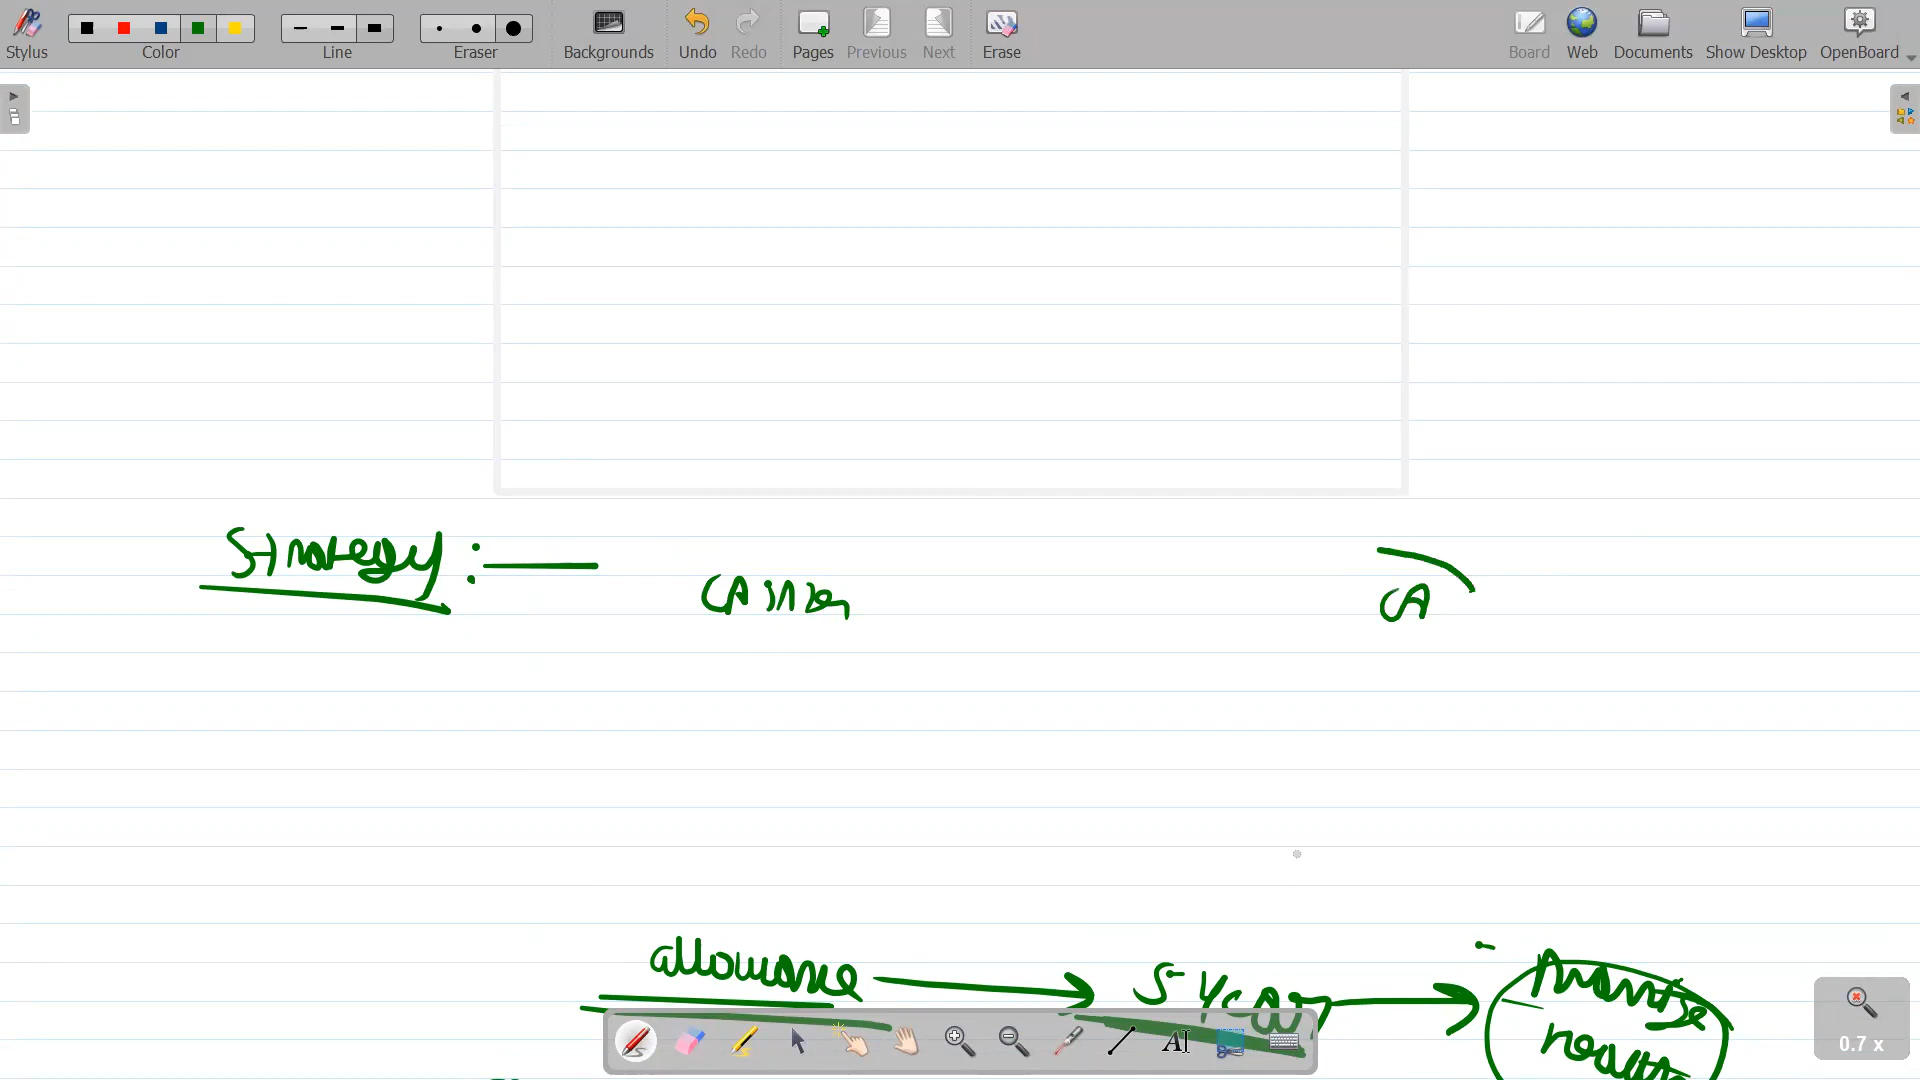 Stylus
Color
Line
Eraser
Backgrounds
Undo
Redo
Pages
Previous
Next
Erase
Board
Web
Documents
Show Desktop
OpenBoard
Strategy :—
CA
CA
allowance
5 Year
0.7 x